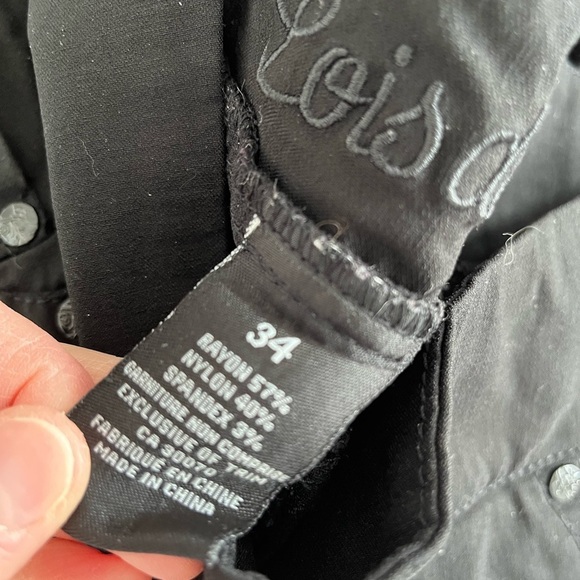 Lois
34
RAYON 57%
NYLON 40%
SPANDEX 3%
GARNITURE NON COMPRISE
EXCLUSIVE OF TRIM
CA 90070
FABRIQUÉ EN CHINE
MADE IN CHINA